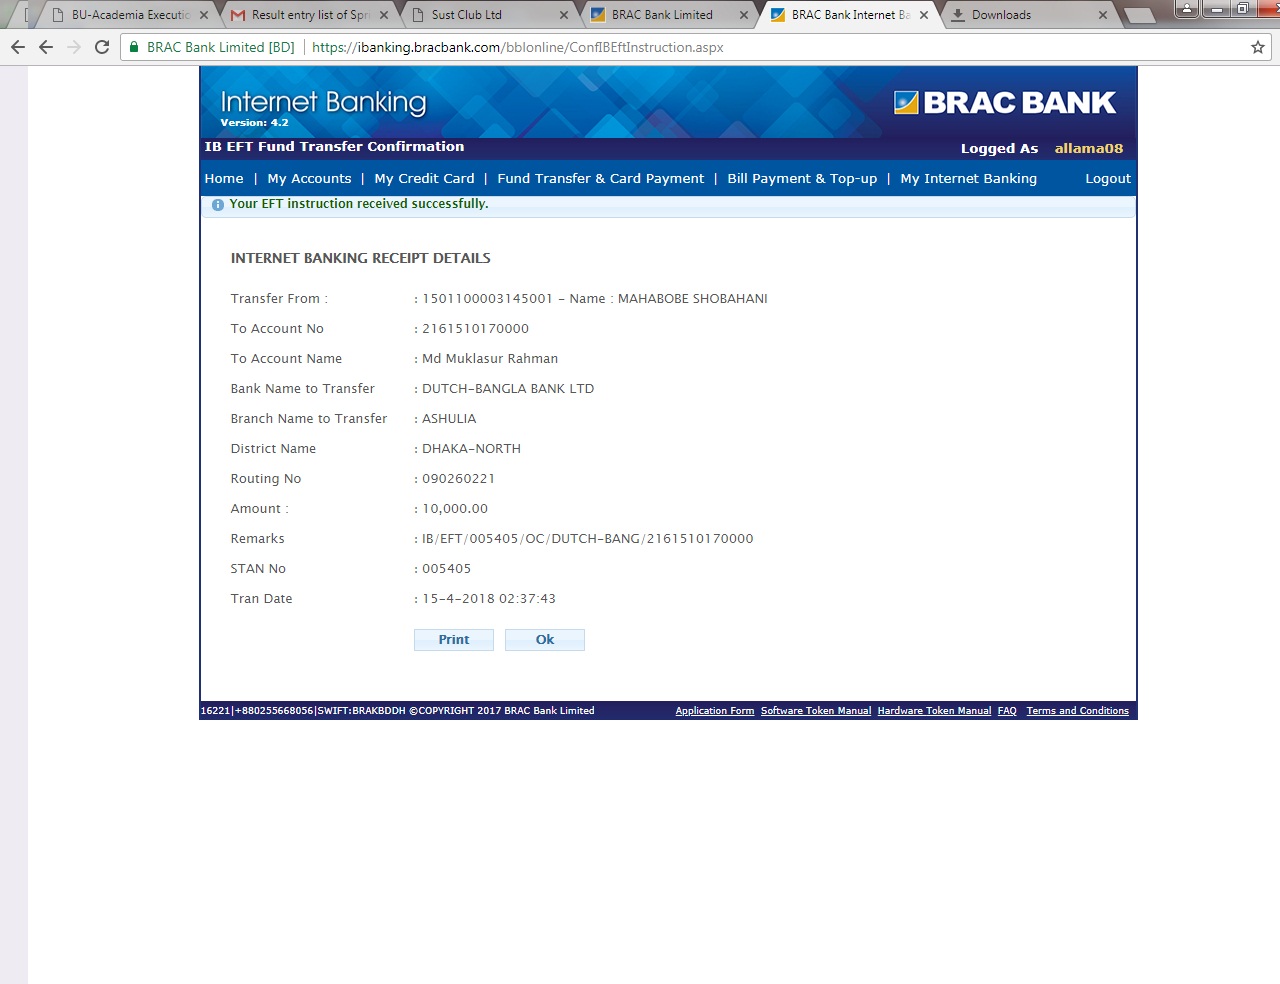 BU-Academia Executio
Result entry list of Spr
Sust Club Ltd
BRAC Bank Limited
BRAC Bank Internet Ba
Downloads
BRAC Bank Limited [BD] https://ibanking.bracbank.com/bblonline/ConfIBEftInstruction.aspx
Internet Banking
Version: 4.2
BRAC BANK
IB EFT Fund Transfer Confirmation
Logged As allama08
Home | My Accounts | My Credit Card | Fund Transfer & Card Payment | Bill Payment & Top-up | My Internet Banking Logout
Your EFT instruction received successfully.
INTERNET BANKING RECEIPT DETAILS
Transfer From : : 1501100003145001 - Name : MAHABOBE SHOBAHANI
To Account No : 2161510170000
To Account Name : Md Muklasur Rahman
Bank Name to Transfer : DUTCH-BANGLA BANK LTD
Branch Name to Transfer : ASHULIA
District Name : DHAKA-NORTH
Routing No : 090260221
Amount : : 10,000.00
Remarks : IB/EFT/005405/OC/DUTCH-BANG/2161510170000
STAN No : 005405
Tran Date : 15-4-2018 02:37:43
Print Ok
16221|+880255668056|SWIFT:BRAKBDDH ©COPYRIGHT 2017 BRAC Bank Limited
Application Form Software Token Manual Hardware Token Manual FAQ Terms and Conditions